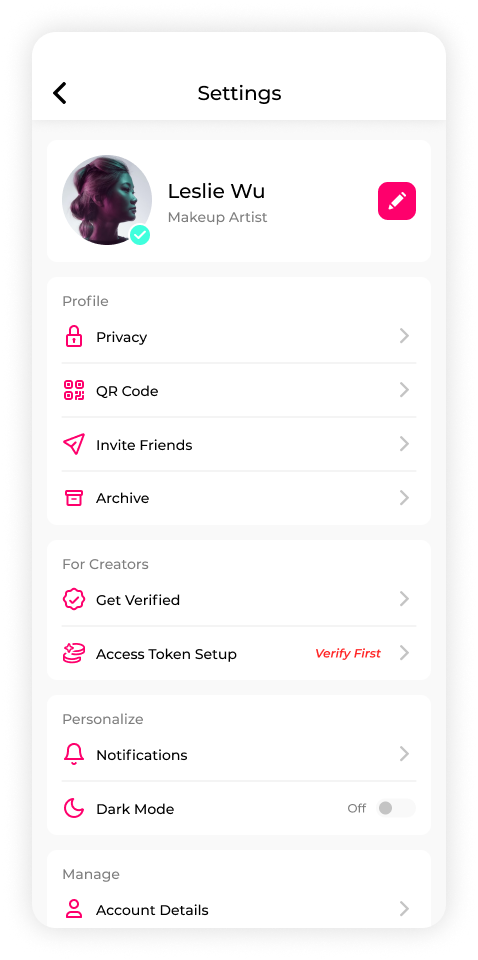 Settings
Leslie Wu
Makeup Artist
Profile
Privacy
QR Code
Invite Friends
Archive
For Creators
Get Verified
Access Token Setup Verify First
Personalize
Notifications
Dark Mode Off
Manage
Account Details